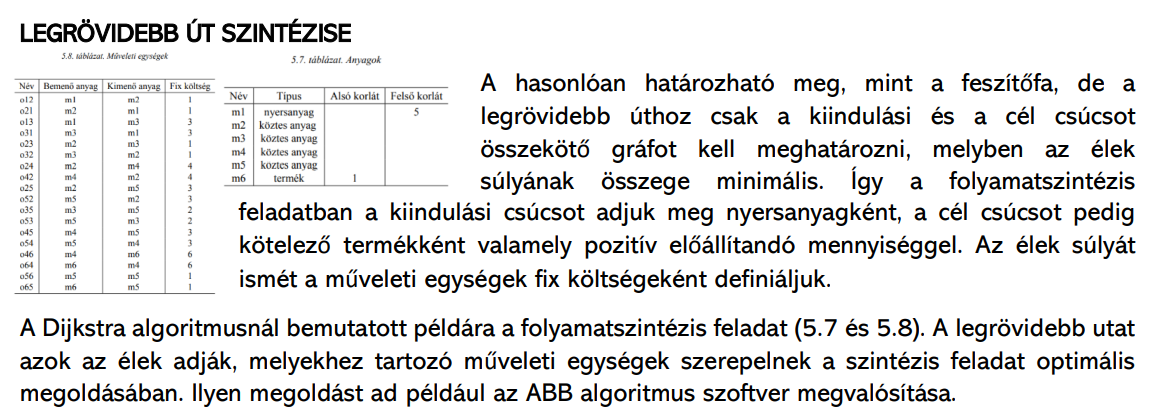 LEGRÖVIDEBB ÚT SZINTÉZISE
5.8. táblázat. Műveleti egységek
Név Bemenő anyag Kimenő anyag Fix költség
o12 m1 m2 1
o21 m2 m1 1
o13 m1 m3 3
o31 m3 m1 3
o23 m2 m3 1
o32 m3 m2 1
o24 m2 m4 4
o42 m4 m2 4
o25 m2 m5 3
o52 m5 m2 3
o35 m3 m5 2
o53 m5 m3 2
o45 m4 m5 3
o54 m5 m4 3
o46 m4 m6 6
o64 m6 m4 6
o56 m5 m5 1
o65 m6 m5 1
5.7. táblázat. Anyagok
Név Típus Alsó korlát Felső korlát
m1 nyersanyag 5
m2 köztes anyag
m3 köztes anyag
m4 köztes anyag
m5 köztes anyag
m6 termék 1
A hasonlóan határozható meg, mint a feszítőfa, de a
legrövidebb úthoz csak a kiindulási és a cél csúcsot
összekötő gráfot kell meghatározni, melyben az élek
súlyának összege minimális. Így a folyamatszintézis
feladatban a kiindulási csúcsot adjuk meg nyersanyagként, a cél csúcsot pedig
kötelező termékként valamely pozitív előállítandó mennyiséggel. Az élek súlyát
ismét a műveleti egységek fix költségeként definiáljuk.
A Dijkstra algoritmusnál bemutatott példára a folyamatszintézis feladat (5.7 és 5.8). A legrövidebb utat
azok az élek adják, melyekhez tartozó műveleti egységek szerepelnek a szintézis feladat optimális
megoldásában. Ilyen megoldást ad például az ABB algoritmus szoftver megvalósítása.